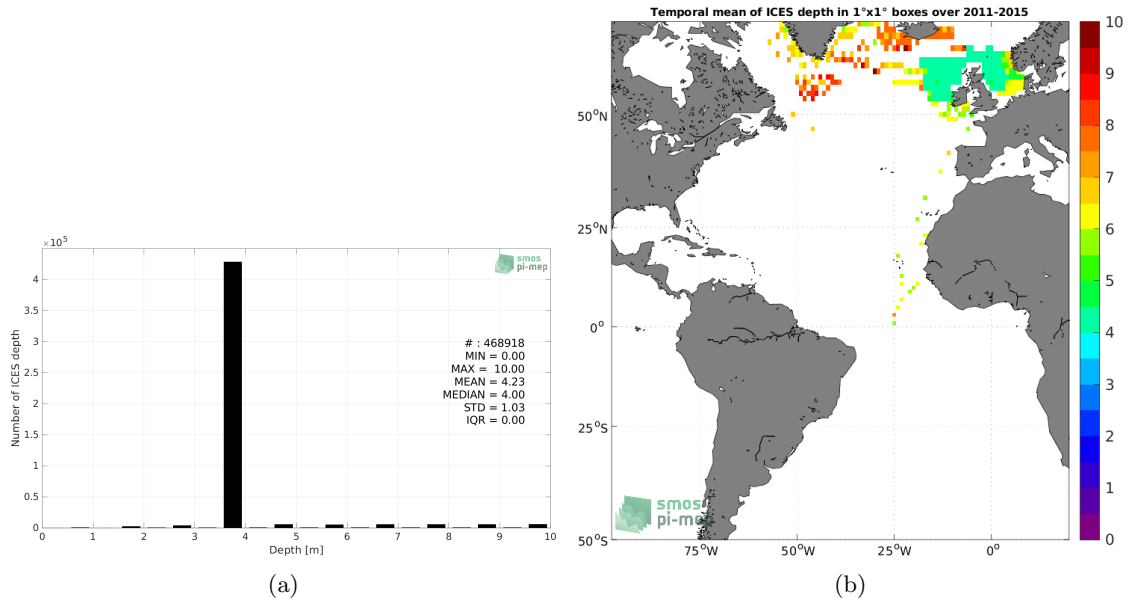 ×10⁵
4
3.5
3
2.5
2
1.5
1
0.5
0
0 1 2 3 4 5 6 7 8 9 10
Number of ICES depth
Depth [m]
smos
pi-mep
# : 468918
MIN = 0.00
MAX = 10.00
MEAN = 4.23
MEDIAN = 4.00
STD = 1.03
IQR = 0.00
(a)
Temporal mean of ICES depth in 1°x1° boxes over 2011-2015
50°N
25°N
0°
25°S
50°S
75°W 50°W 25°W 0°
smos
pi-mep
10
9
8
7
6
5
4
3
2
1
0
(b)